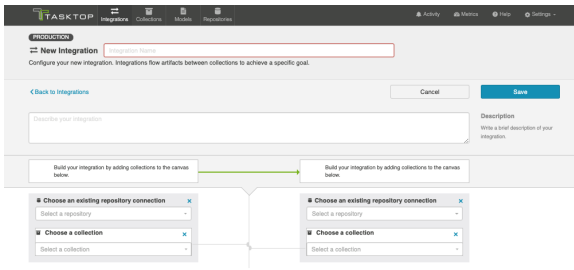 TASKTOP
Integrations
Collections
Models
Repositories
Activity
Metrics
Help
Settings
PRODUCTION
New Integration
Integration Name
Configure your new integration. Integrations flow artifacts between collections to achieve a specific goal.
Back to Integrations
Cancel
Save
Describe your integration
Description
Write a brief description of your
integration.
Build your integration by adding collections to the canvas
below.
Build your integration by adding collections to the canvas
below.
Choose an existing repository connection
Select a repository
Choose a collection
Select a collection
Choose an existing repository connection
Select a repository
Choose a collection
Select a collection